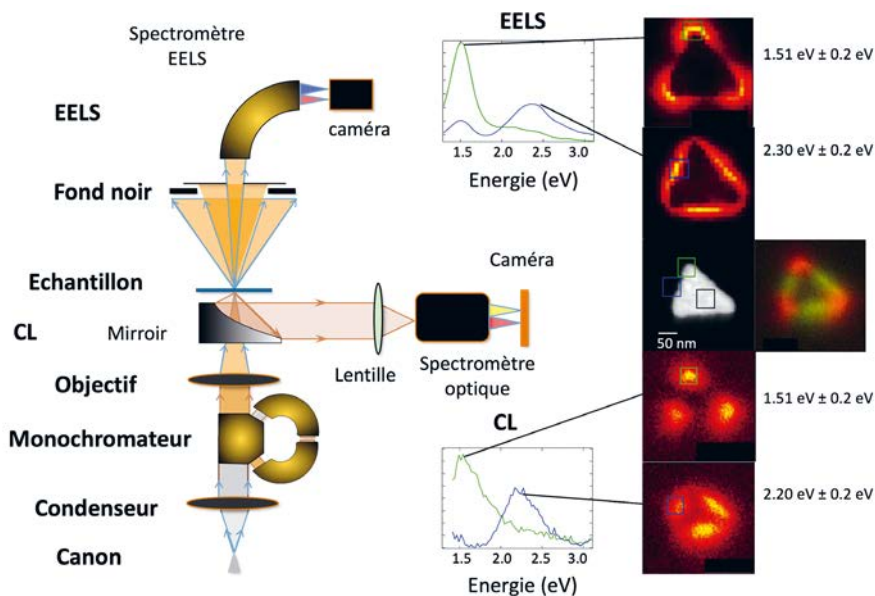 Spectromètre
EELS
EELS
caméra
Fond noir
Echantillon
CL
Mirroir
Objectif
Monochromateur
Condenseur
Canon
Lentille
Caméra
Spectromètre
optique
EELS
1.5 2.0 2.5 3.0
Energie (eV)
1.51 eV ± 0.2 eV
2.30 eV ± 0.2 eV
50 nm
1.51 eV ± 0.2 eV
CL
1.5 2.0 2.5 3.0
Energie (eV)
2.20 eV ± 0.2 eV